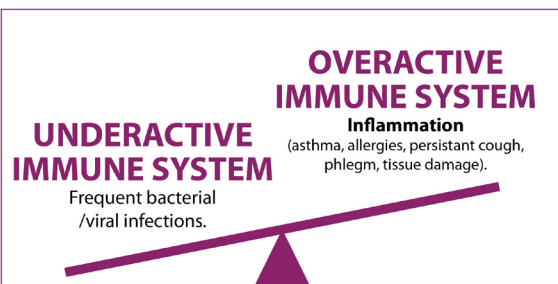 OVERACTIVE
IMMUNE SYSTEM
Inflammation
(asthma, allergies, persistant cough,
phlegm, tissue damage).
UNDERACTIVE
IMMUNE SYSTEM
Frequent bacterial
/viral infections.